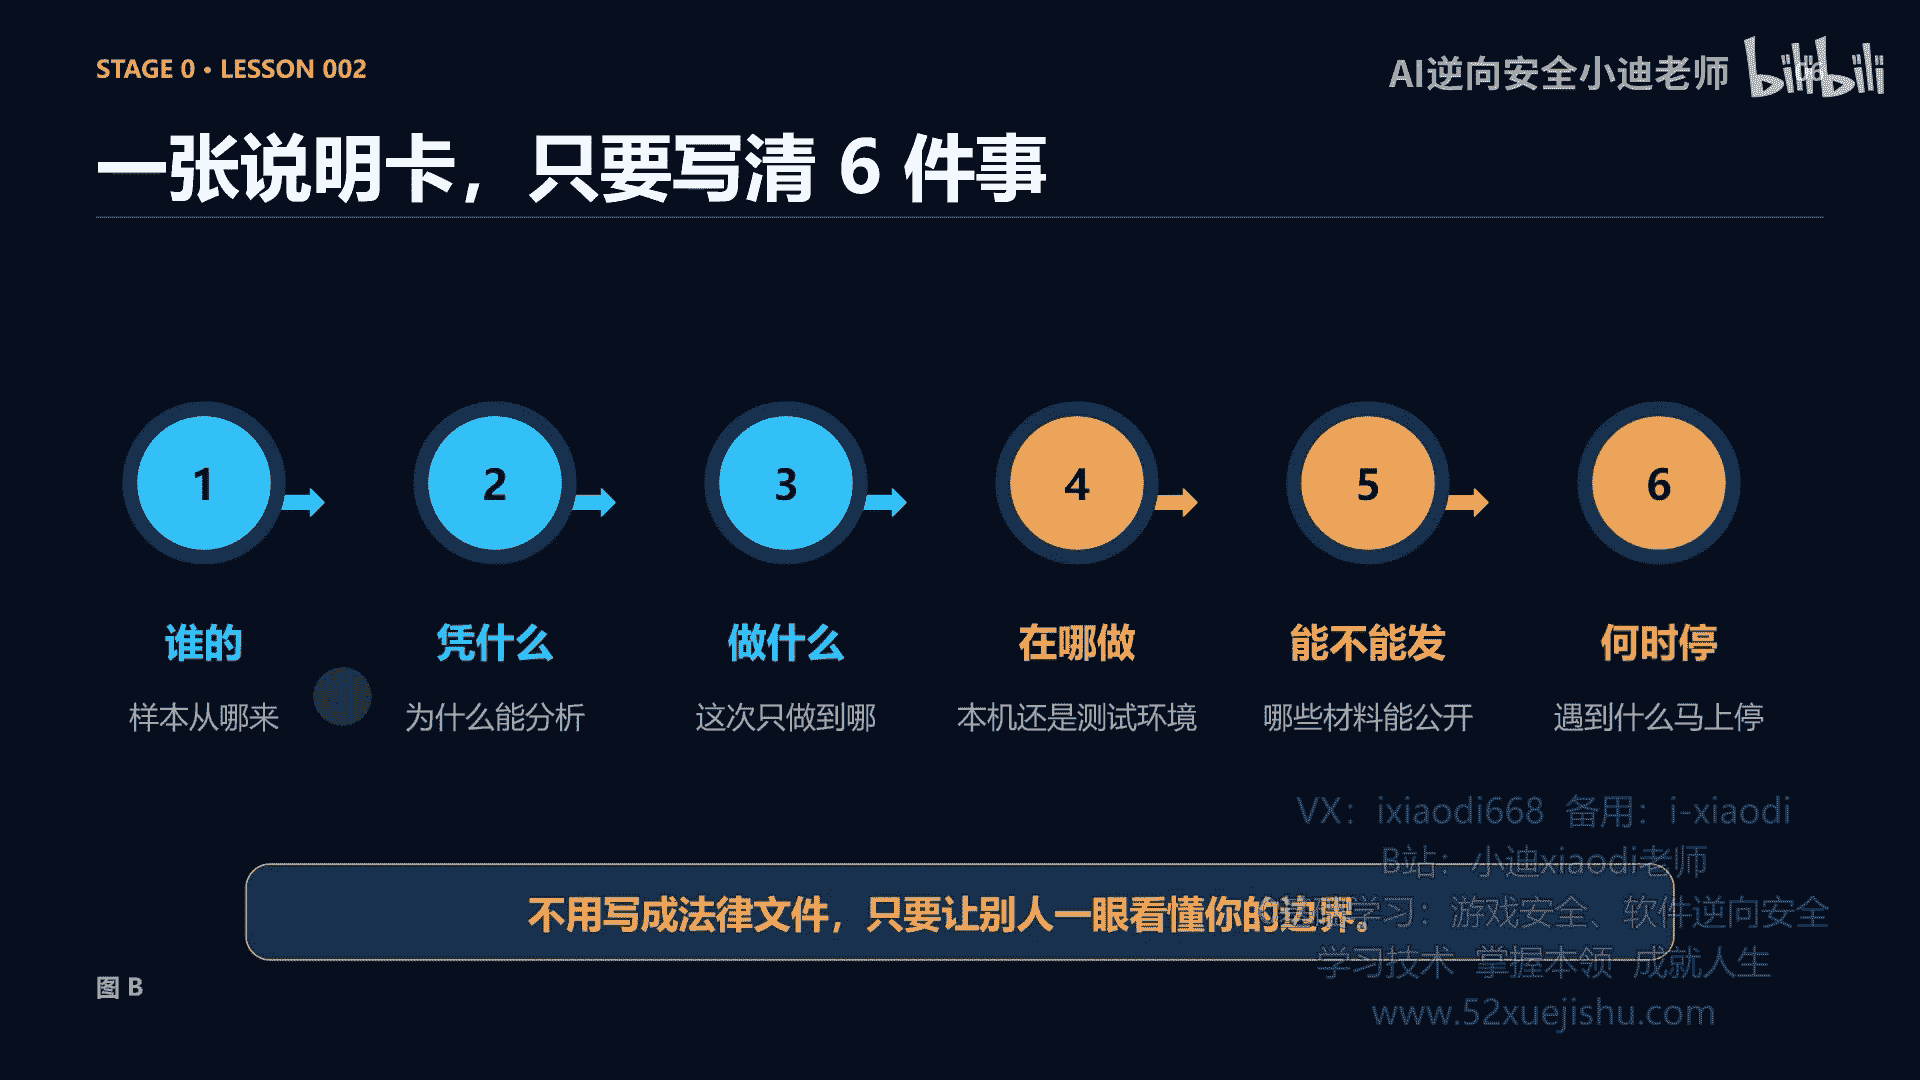 STAGE 0 • LESSON 002
AI逆向安全小迪老师 bilibili
一张说明卡，只要写清 6 件事
1 2 3 4 5 6
谁的 凭什么 做什么 在哪做 能不能发 何时停
样本从哪来 为什么能分析 这次只做到哪 本机还是测试环境 哪些材料能公开 遇到什么马上停
VX：ixiaodi668 备用：i-xiaodi
B站：小迪xiaodi老师
不用写成法律文件，只要让别人一眼看懂你的边界。
学习：游戏安全、软件逆向安全
学习技术 掌握本领 成就人生
图 B
www.52xuejishu.com